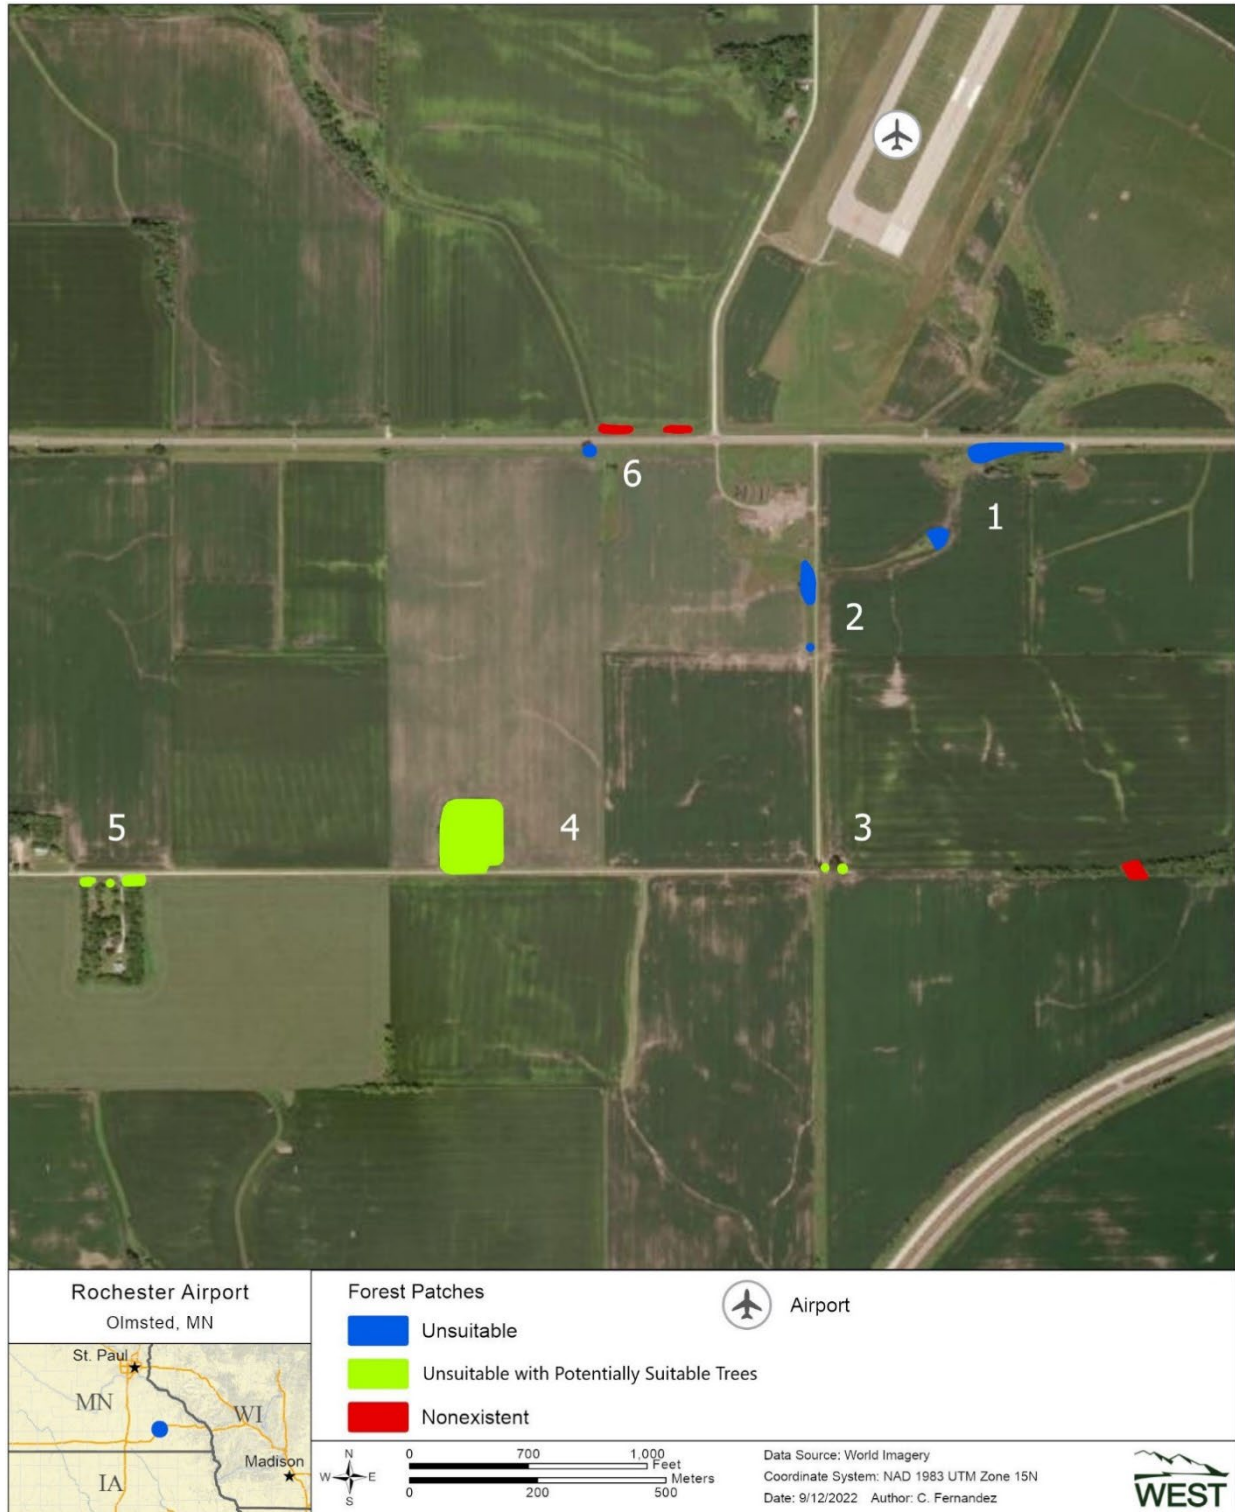 6
1
2
5
4
3
Rochester Airport
Olmsted, MN
St. Paul
MN
WI
Madison
IA
Forest Patches
Unsuitable
Unsuitable with Potentially Suitable Trees
Nonexistent
Airport
N
W E
S
0 700 1,000
Feet
Meters
0 200 500
Data Source: World Imagery
Coordinate System: NAD 1983 UTM Zone 15N
Date: 9/12/2022 Author: C. Fernandez
WEST